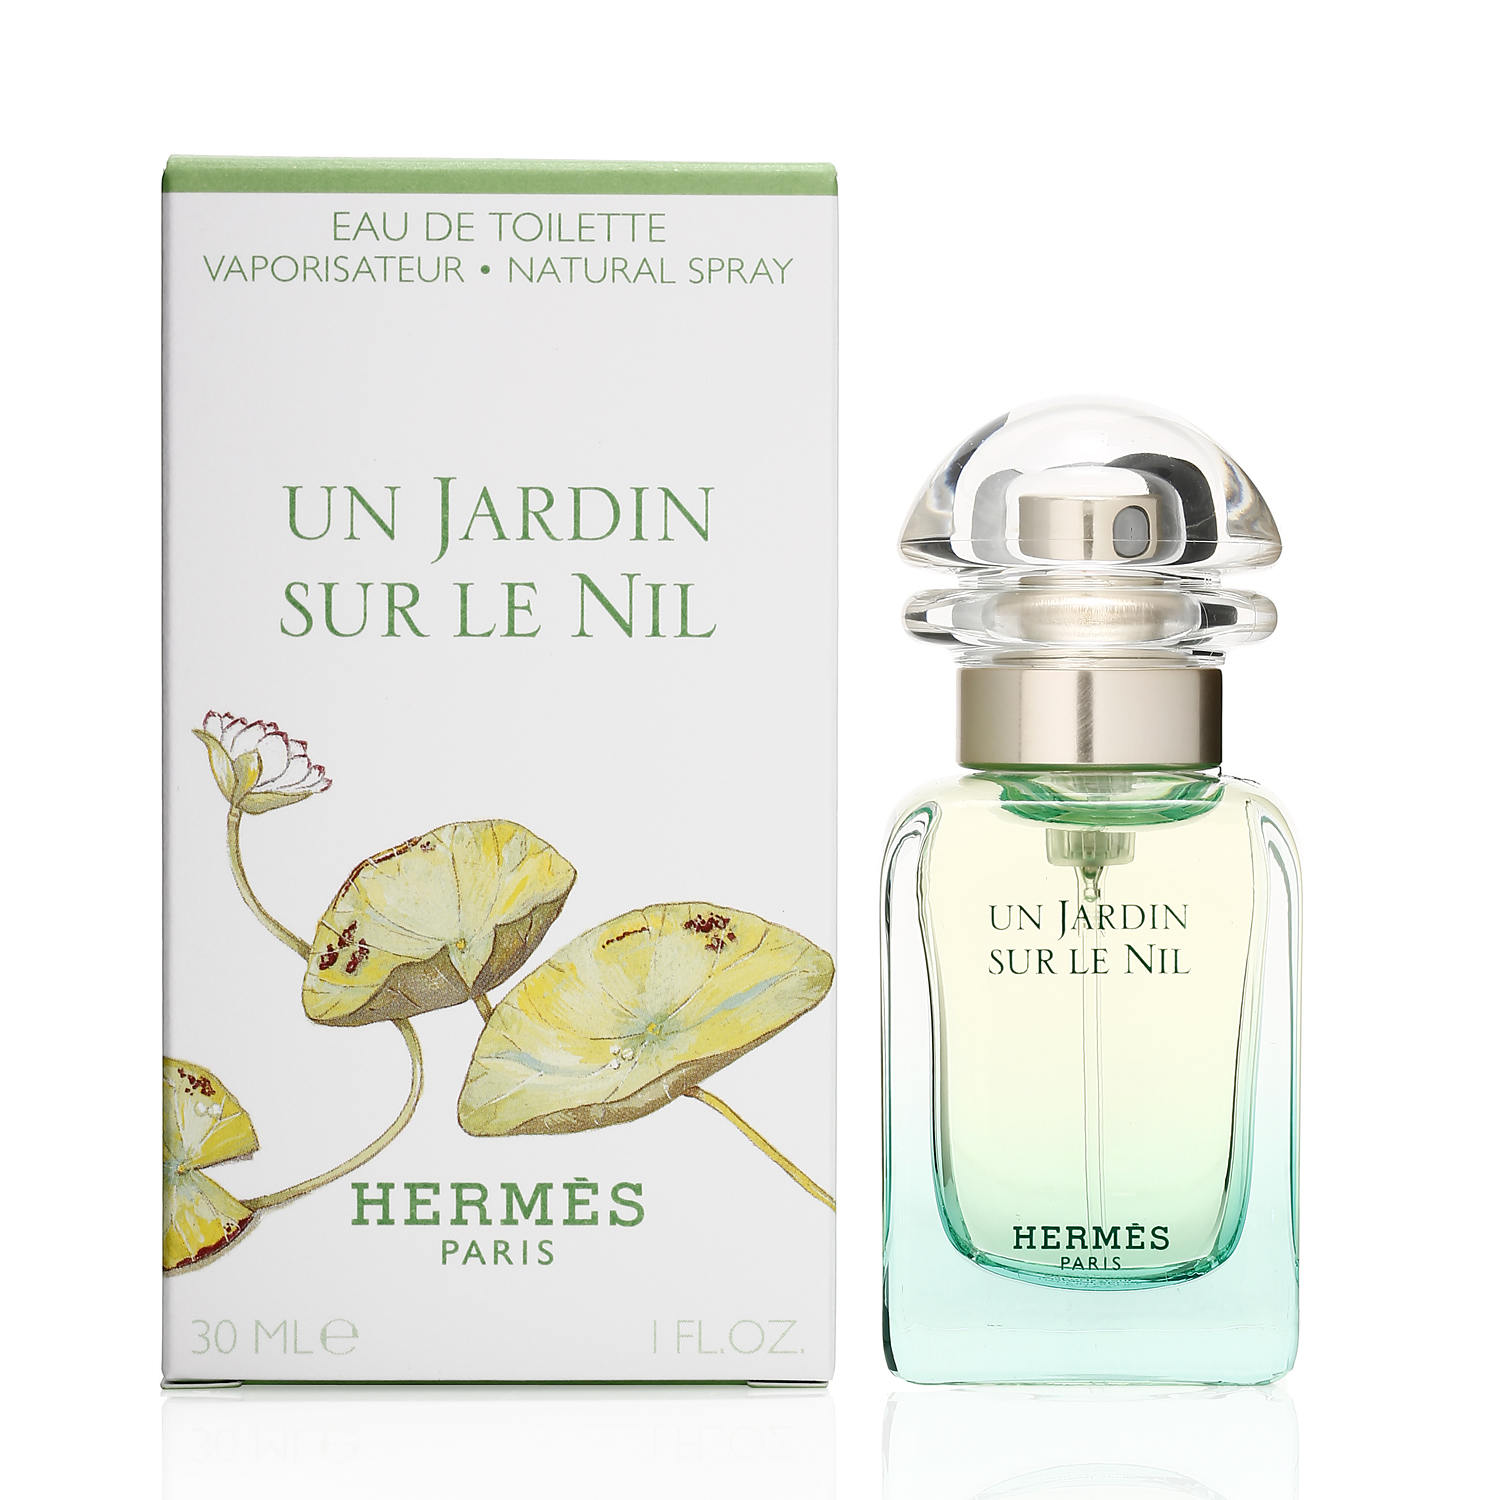 EAU DE TOILETTE
VAPORISATEUR • NATURAL SPRAY
UN JARDIN
SUR LE NIL
HERMÈS
PARIS
30 ML ℮
1 FL.OZ.
UN JARDIN
SUR LE NIL
HERMÈS
PARIS